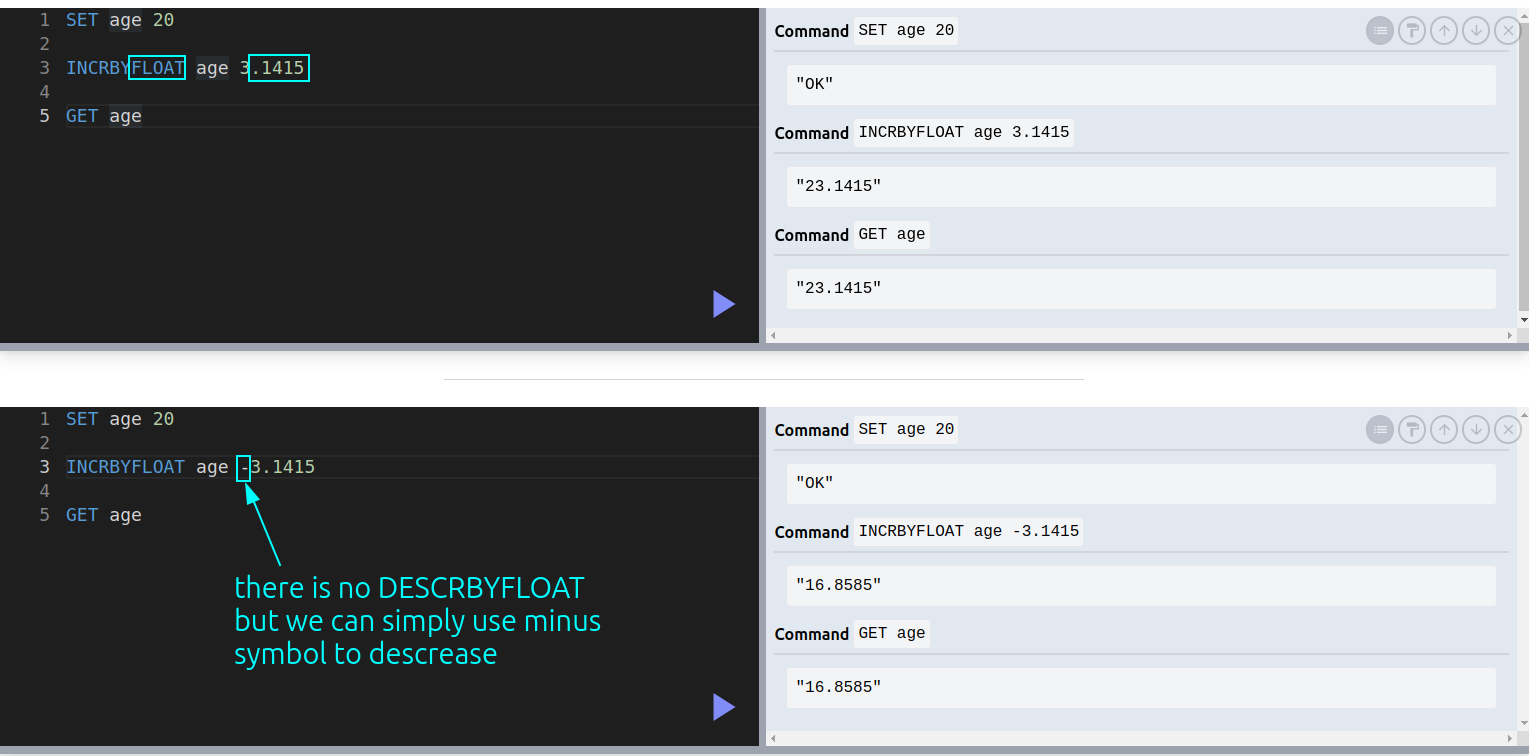 1 SET age 20
2
3 INCRBYFLOAT age 3.1415
4
5 GET age
Command SET age 20
"OK"
Command INCRBYFLOAT age 3.1415
"23.1415"
Command GET age
"23.1415"
1 SET age 20
2
3 INCRBYFLOAT age -3.1415
4
5 GET age
there is no DESCRBYFLOAT
but we can simply use minus
symbol to descrease
Command SET age 20
"OK"
Command INCRBYFLOAT age -3.1415
"16.8585"
Command GET age
"16.8585"